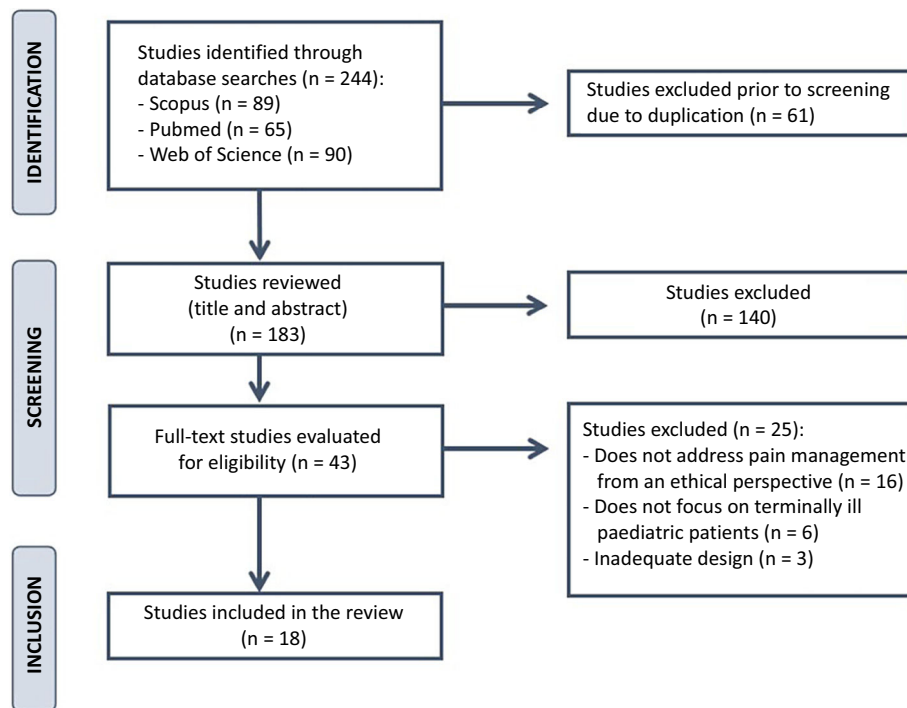 IDENTIFICATION
Studies identified through
database searches (n = 244):
- Scopus (n = 89)
- Pubmed (n = 65)
- Web of Science (n = 90)
Studies excluded prior to screening
due to duplication (n = 61)
SCREENING
Studies reviewed
(title and abstract)
(n = 183)
Studies excluded
(n = 140)
Full-text studies evaluated
for eligibility (n = 43)
Studies excluded (n = 25):
- Does not address pain management
from an ethical perspective (n = 16)
- Does not focus on terminally ill
paediatric patients (n = 6)
- Inadequate design (n = 3)
INCLUSION
Studies included in the review
(n = 18)